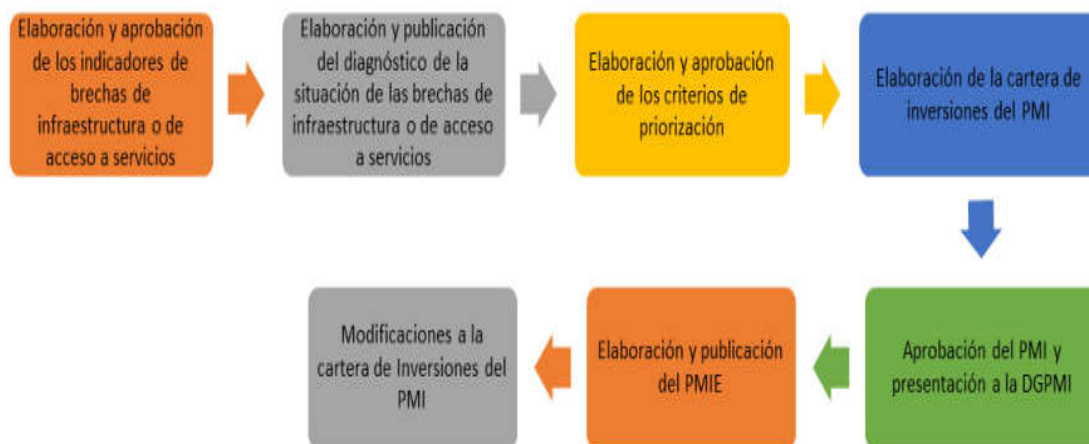 Elaboración y aprobación
de los indicadores de
brechas de
infraestructura o de
acceso a servicios
Elaboración y publicación
del diagnóstico de la
situación de las brechas de
infraestructura o de acceso
a servicios
Elaboración y aprobación
de los criterios de
priorización
Elaboración de la cartera de
inversiones del PMI
Aprobación del PMI y
presentación a la DGPMI
Elaboración y publicación
del PMIE
Modificaciones a la
cartera de Inversiones del
PMI